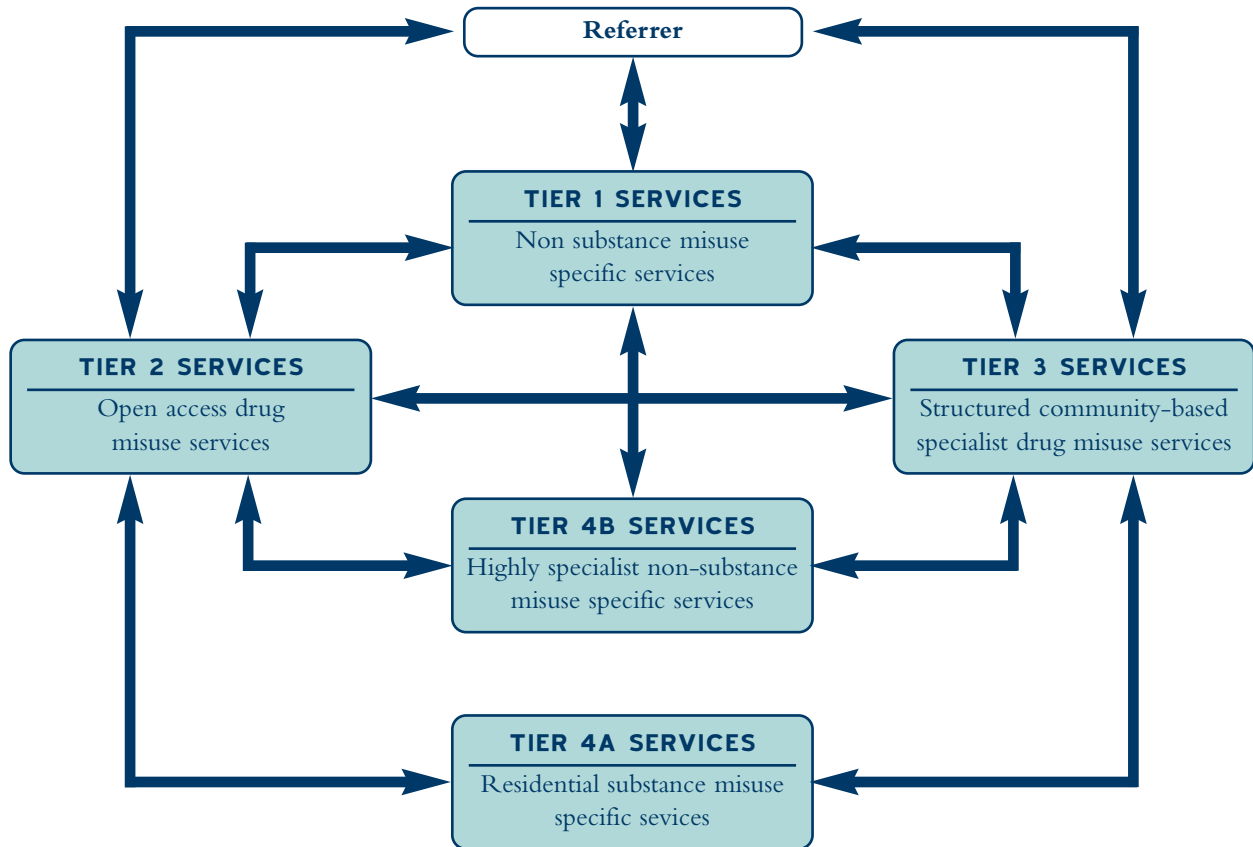 Referrer
TIER 1 SERVICES
Non substance misuse
specific services
TIER 2 SERVICES
Open access drug
misuse services
TIER 3 SERVICES
Structured community-based
specialist drug misuse services
TIER 4B SERVICES
Highly specialist non-substance
misuse specific services
TIER 4A SERVICES
Residential substance misuse
specific sevices